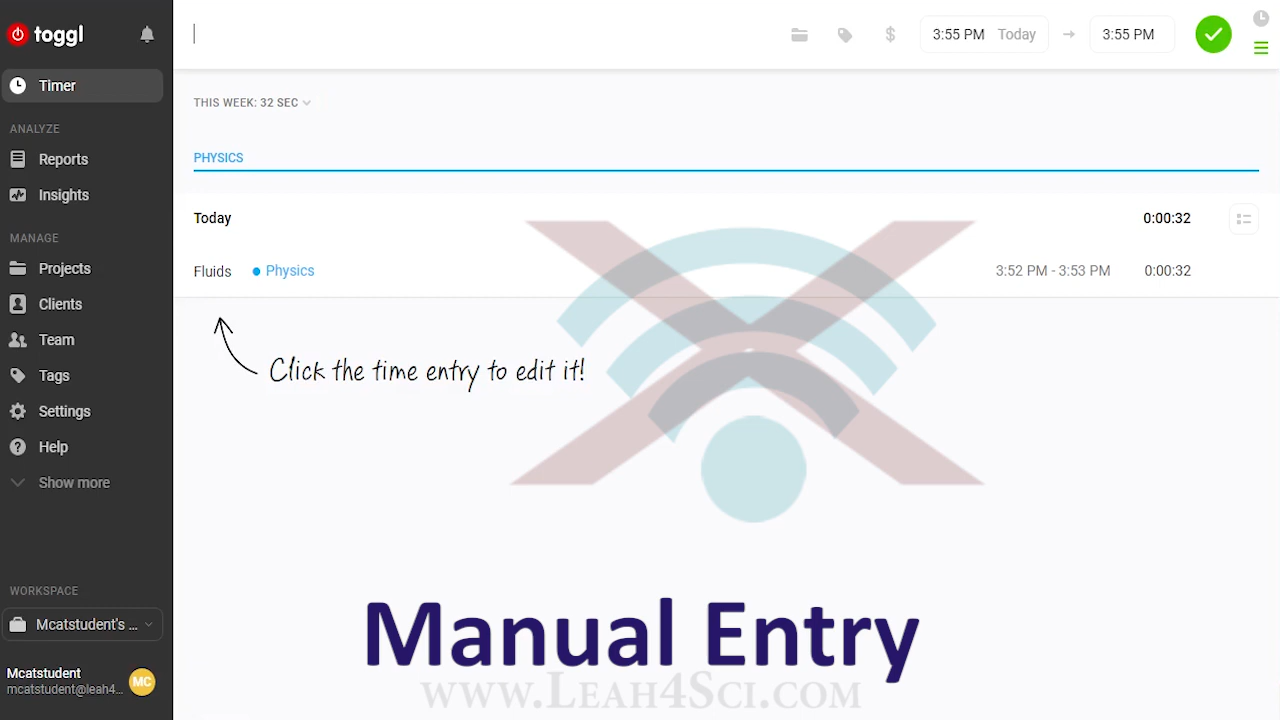 toggl
$
3:55 PM Today → 3:55 PM
Timer
THIS WEEK: 32 SEC
ANALYZE
Reports
Insights
PHYSICS
Today 0:00:32
MANAGE
Projects
Clients
Team
Tags
Settings
Help
Show more
Fluids Physics 3:52 PM - 3:53 PM 0:00:32
Click the time entry to edit it!
WORKSPACE
Mcatstudent's ...
Mcatstudent
mcatstudent@leah4...
MC
Manual Entry
www.Leah4Sci.com